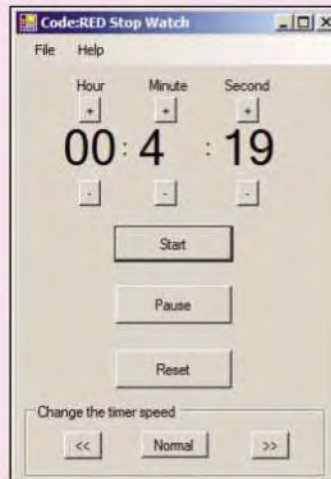 Code:RED Stop Watch
File Help
Hour Minute Second
+ + +
00 : 4 : 19
- - -
Start
Pause
Reset
Change the timer speed
<< Normal >>